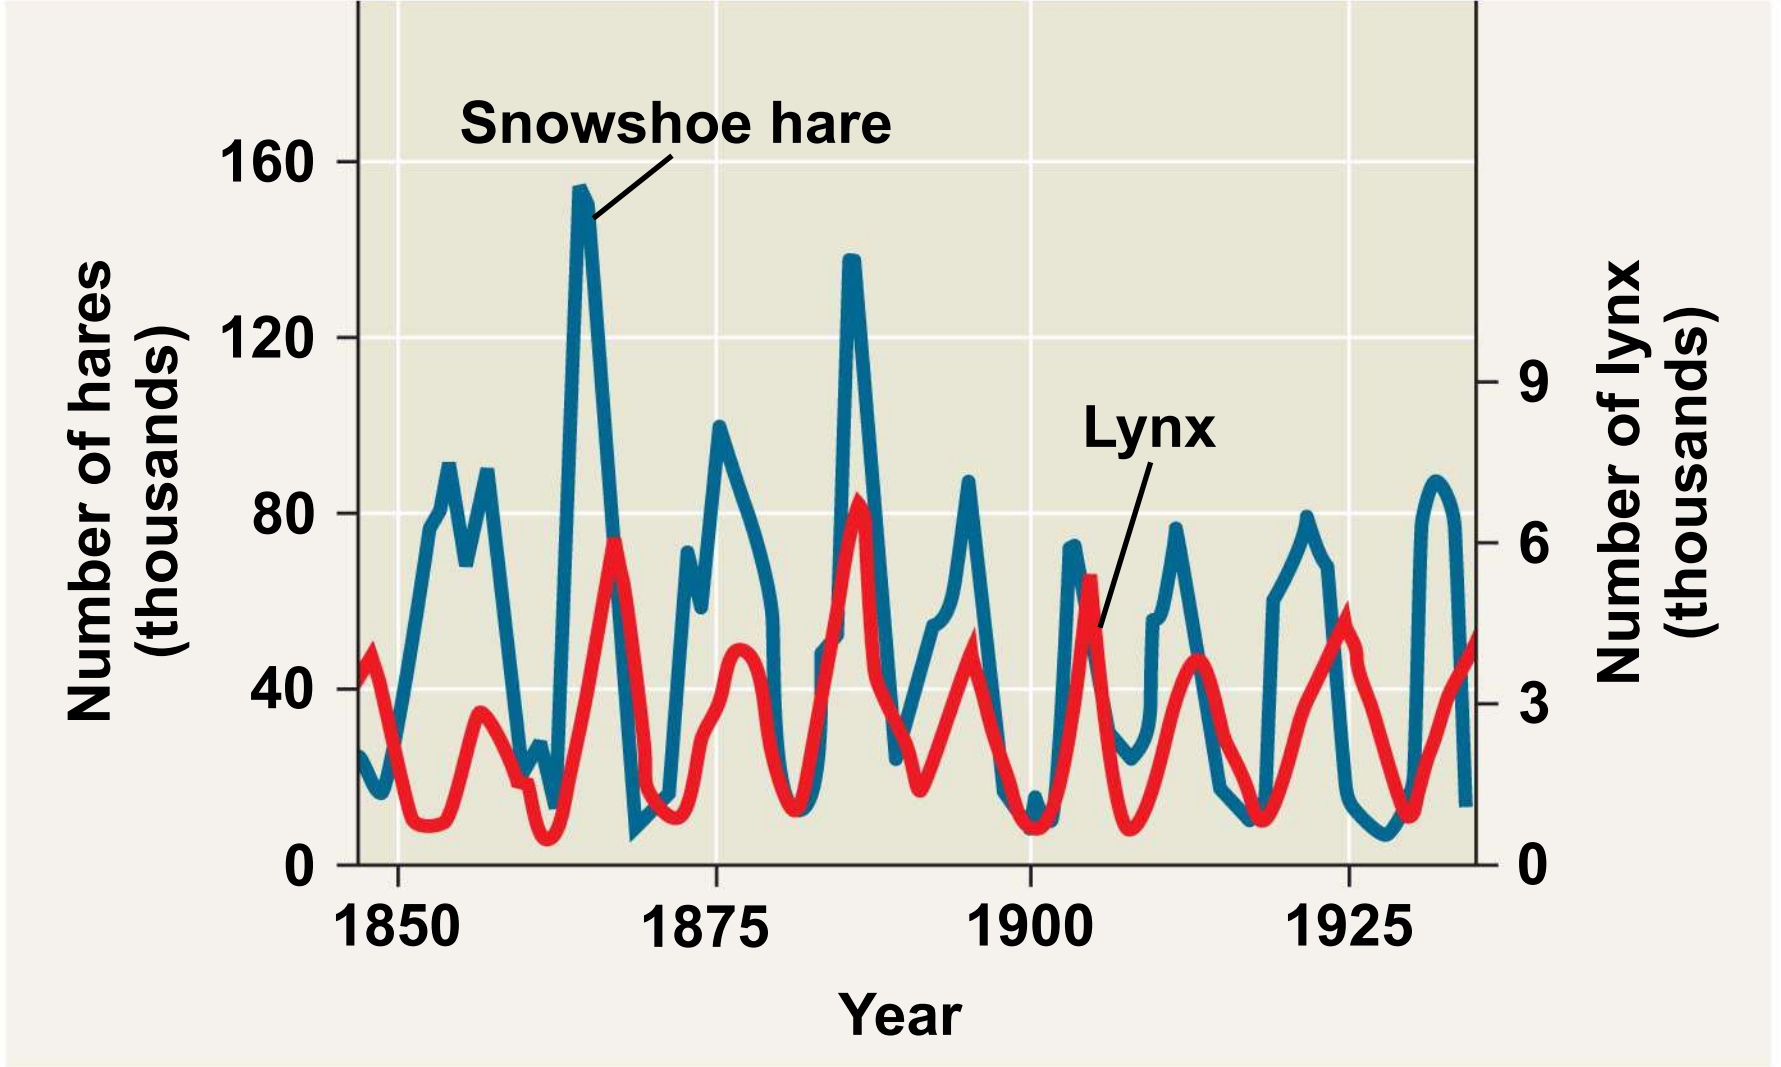 Snowshoe hare
160
120
80
40
0
Number of hares
(thousands)
Lynx
9
6
3
0
Number of lynx
(thousands)
1850 1875 1900 1925
Year